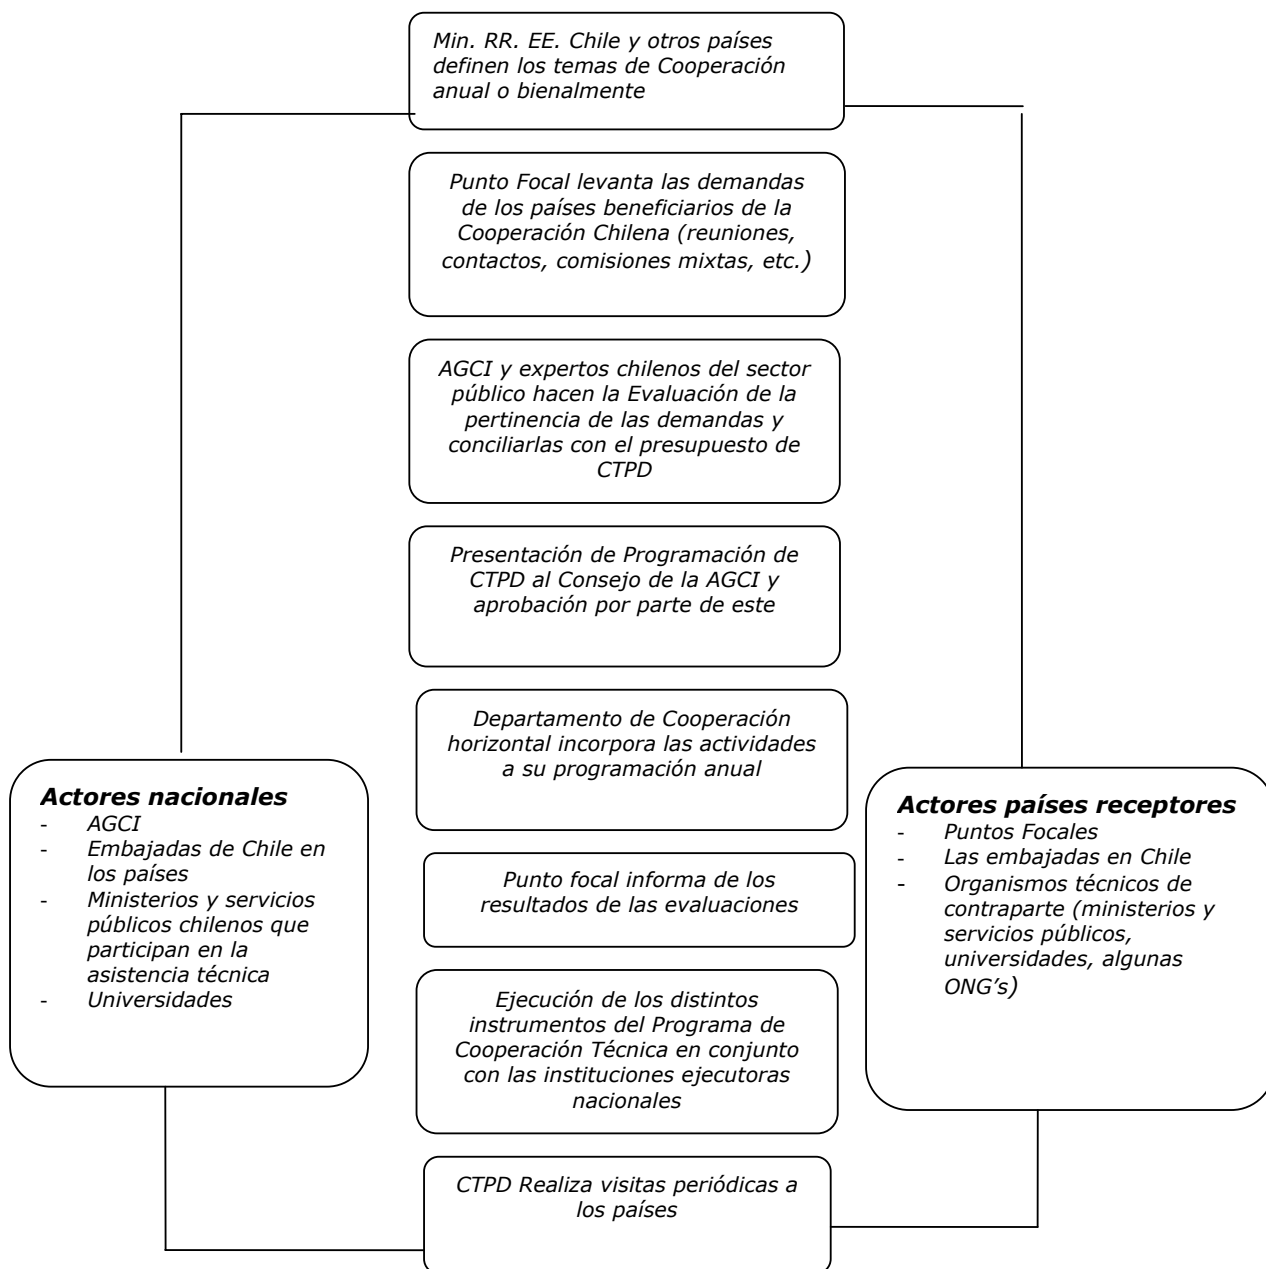 Min. RR. EE. Chile y otros países
definen los temas de Cooperación
anual o bienalmente
Punto Focal levanta las demandas
de los países beneficiarios de la
Cooperación Chilena (reuniones,
contactos, comisiones mixtas, etc.)
AGCI y expertos chilenos del sector
público hacen la Evaluación de la
pertinencia de las demandas y
conciliarlas con el presupuesto de
CTPD
Presentación de Programación de
CTPD al Consejo de la AGCI y
aprobación por parte de este
Departamento de Cooperación
horizontal incorpora las actividades
a su programación anual
Actores nacionales
- AGCI
- Embajadas de Chile en
los países
- Ministerios y servicios
públicos chilenos que
participan en la
asistencia técnica
- Universidades
Actores países receptores
- Puntos Focales
- Las embajadas en Chile
- Organismos técnicos de
contraparte (ministerios y
servicios públicos,
universidades, algunas
ONG's)
Punto focal informa de los
resultados de las evaluaciones
Ejecución de los distintos
instrumentos del Programa de
Cooperación Técnica en conjunto
con las instituciones ejecutoras
nacionales
CTPD Realiza visitas periódicas a
los países